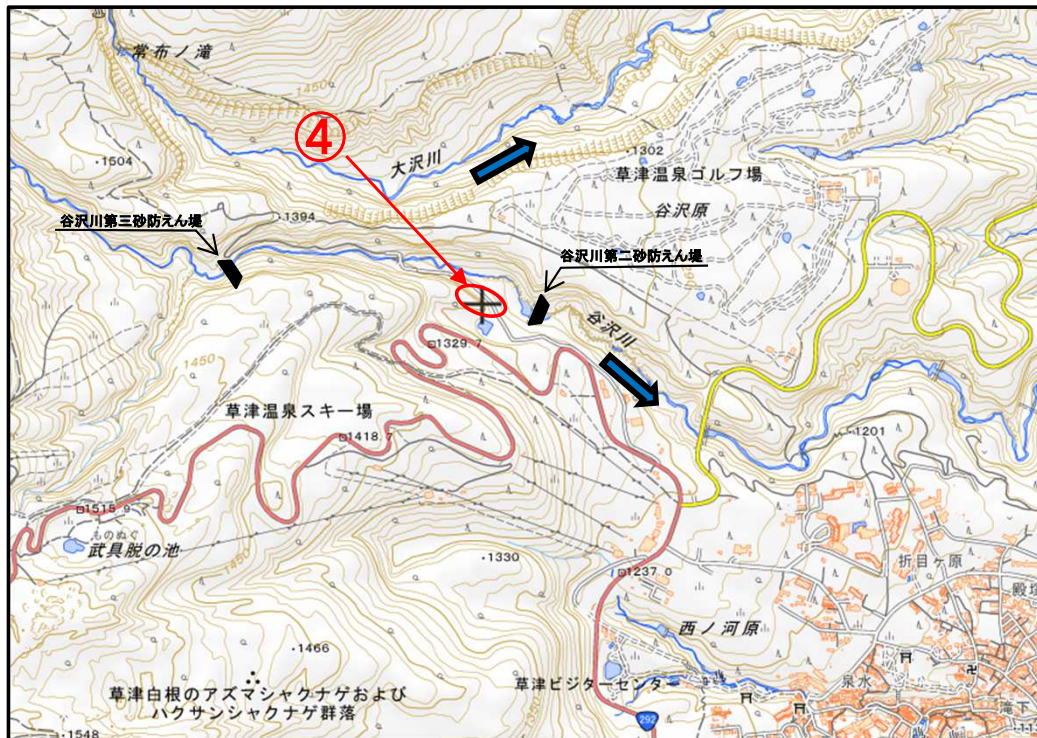 常布ノ滝
1450
④
大沢川
1504
1302
草津温泉ゴルフ場
谷沢原
谷沢川第三砂防えん堤
1394
谷沢川第二砂防えん堤
谷沢川
1329.7
1450
草津温泉スキー場
1418.7
1201
1515.9
ものぬぐ
武具脱の池
1330
折目ヶ原
殿塚
1237.0
西ノ河原
1466
草津白根のアズマシャクナゲおよび
ハクサンシャクナゲ群落
草津ビジターセンター
泉水
滝下
292
1548